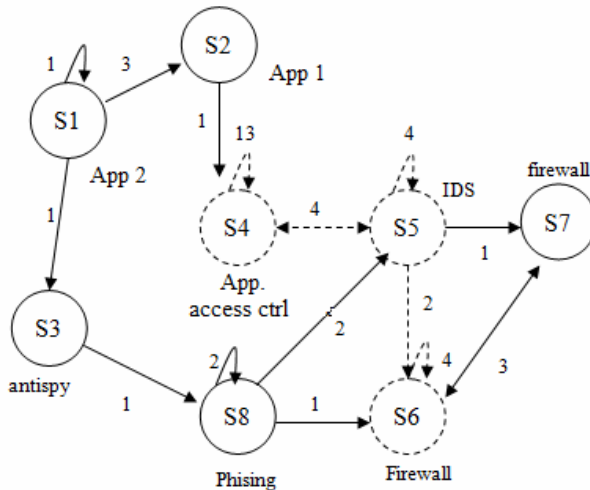 S2
1
3
S1
App 1
1
13
4
App 2
IDS
firewall
S7
1
S4
4
S5
1
App.
access ctrl
S3
2
2
antispy
4
3
1
2
S8
1
S6
Phising
Firewall